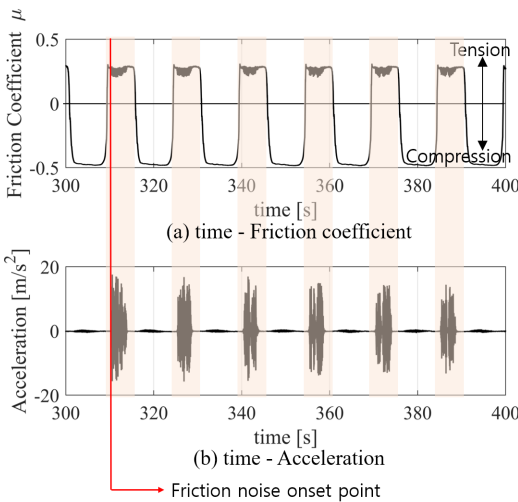 Friction Coefficient μ
0.5
0
-0.5
Tension
Compression
300 320 340 360 380 400
time [s]
(a) time - Friction coefficient
Acceleration [m/s²]
20
0
-20
300 320 340 360 380 400
time [s]
(b) time - Acceleration
Friction noise onset point